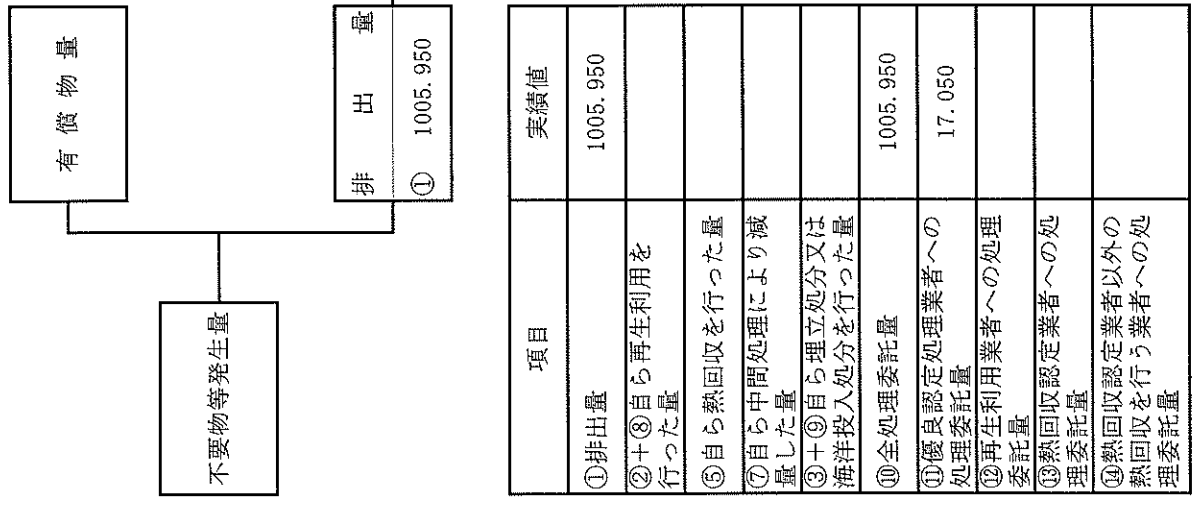 有償物量
不要物等発生量
排出量
① 1005.950
項目 実績値
①排出量 1005.950
②＋⑧自ら再生利用を
行った量
⑤自ら熱回収を行った量
⑦自ら中間処理により減
量した量
③＋⑨自ら埋立処分又は
海洋投入処分を行った量
⑩全処理委託量 1005.950
⑪優良認定処理業者への
処理委託量 17.050
⑫再生利用業者への処理
委託量
⑬熱回収認定業者への処
理委託量
⑭熱回収認定業者以外の
熱回収を行う業者への処
理委託量